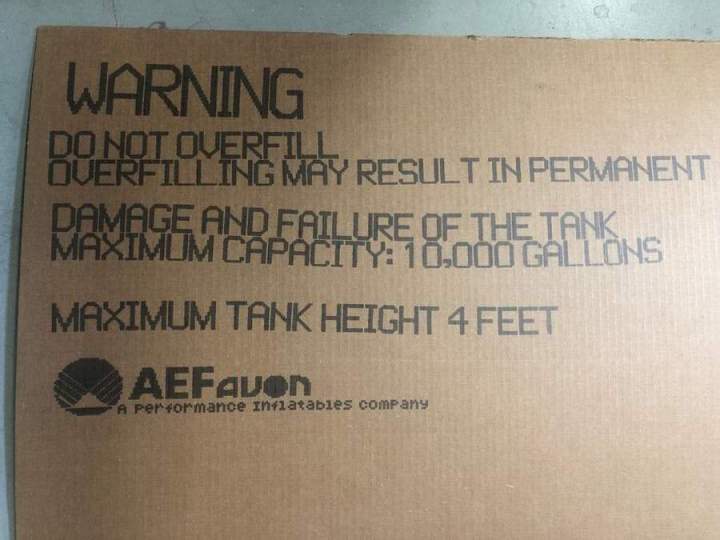 WARNING
DO NOT OVERFILL
OVERFILLING MAY RESULT IN PERMANENT
DAMAGE AND FAILURE OF THE TANK
MAXIMUM CAPACITY: 10,000 GALLONS
MAXIMUM TANK HEIGHT 4 FEET
AEFavon
A Performance Inflatables company